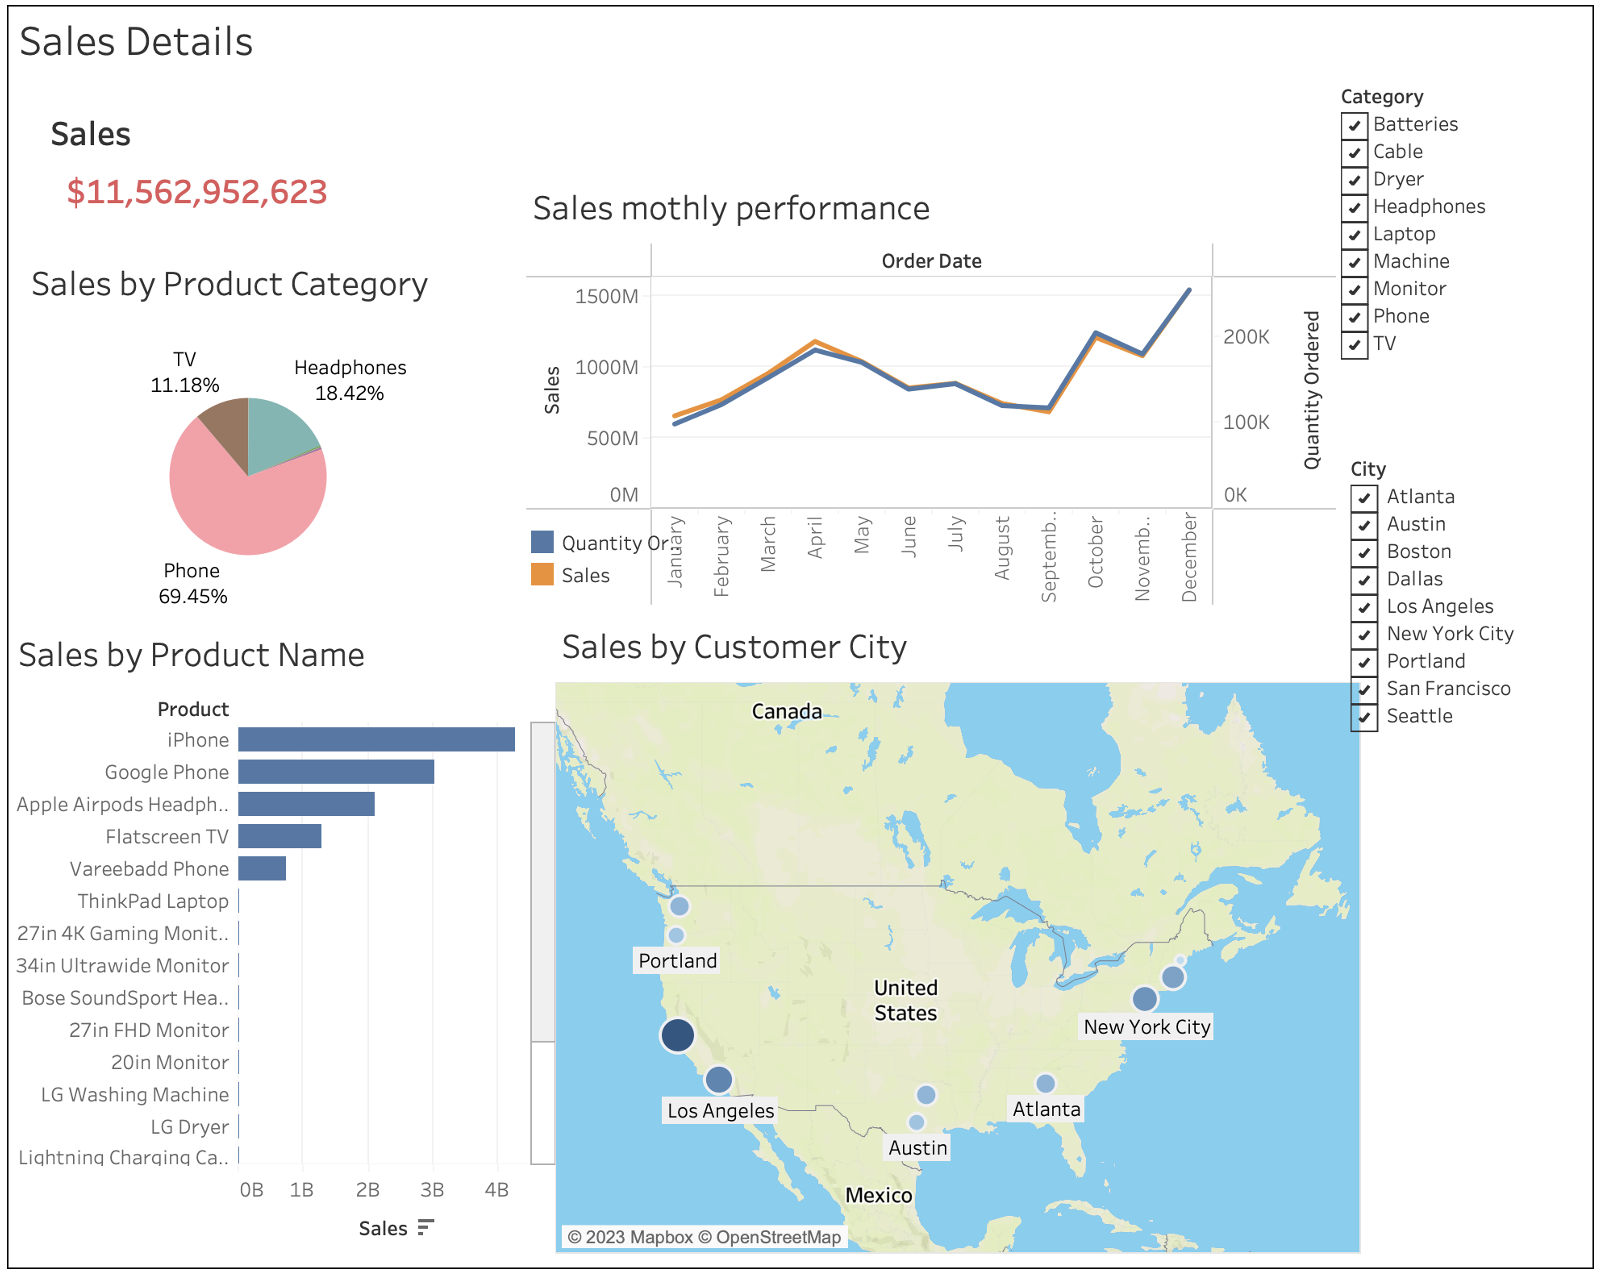 Sales Details
Sales
$11,562,952,623
Sales by Product Category
TV
11.18%
Headphones
18.42%
Phone
69.45%
Sales mothly performance
Order Date
Sales
1500M
1000M
500M
0M
Quantity Ordered
200K
100K
0K
January
February
March
April
May
June
July
August
Septemb..
October
Novemb..
December
Quantity Or..
Sales
Category
Batteries
Cable
Dryer
Headphones
Laptop
Machine
Monitor
Phone
TV
City
Atlanta
Austin
Boston
Dallas
Los Angeles
New York City
Portland
San Francisco
Seattle
Sales by Product Name
Product
iPhone
Google Phone
Apple Airpods Headph..
Flatscreen TV
Vareebadd Phone
ThinkPad Laptop
27in 4K Gaming Monit..
34in Ultrawide Monitor
Bose SoundSport Hea..
27in FHD Monitor
20in Monitor
LG Washing Machine
LG Dryer
Lightning Charging Ca..
0B 1B 2B 3B 4B
Sales
Sales by Customer City
Canada
Portland
United
States
New York City
Los Angeles
Atlanta
Austin
Mexico
© 2023 Mapbox © OpenStreetMap